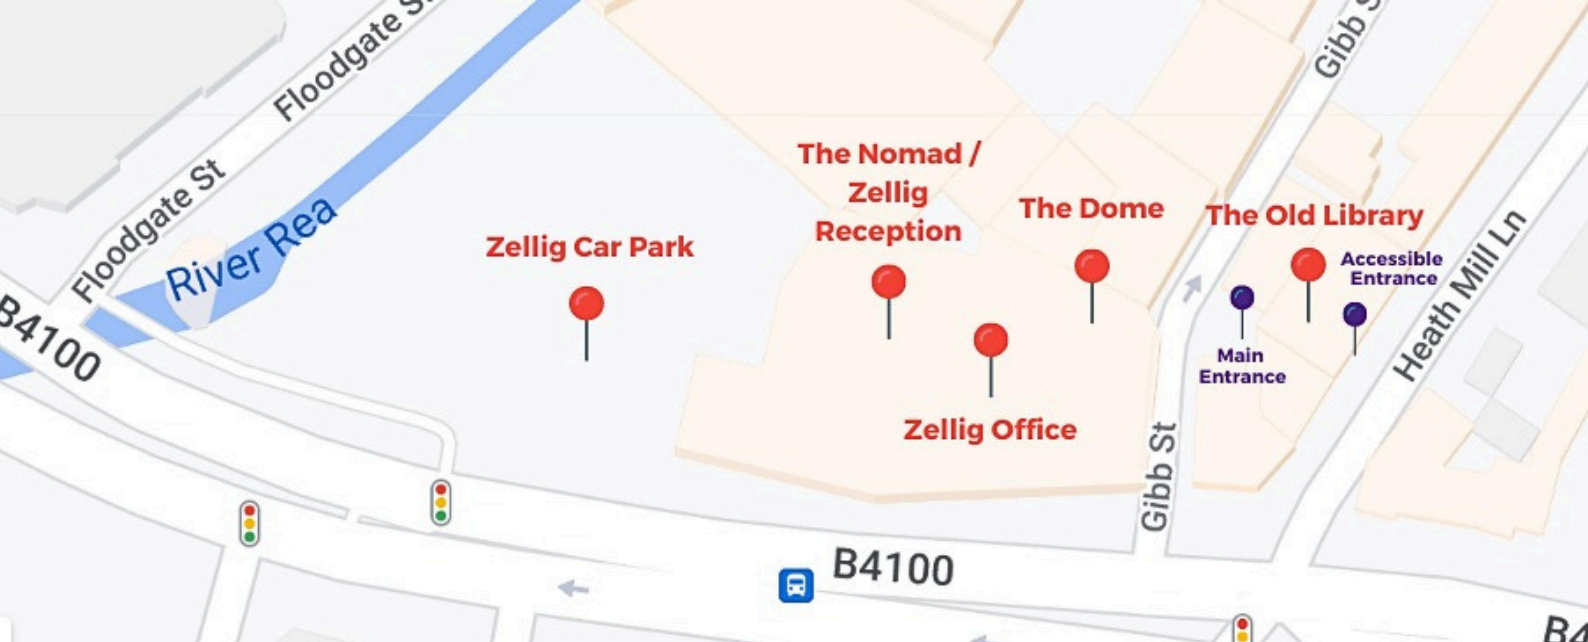 Floodgate St
Gibb S
Floodgate St
River Rea
B4100
Zellig Car Park
The Nomad /
Zellig
Reception
The Dome
The Old Library
Accessible
Entrance
Main
Entrance
Heath Mill Ln
Zellig Office
Gibb St
B4100
B4